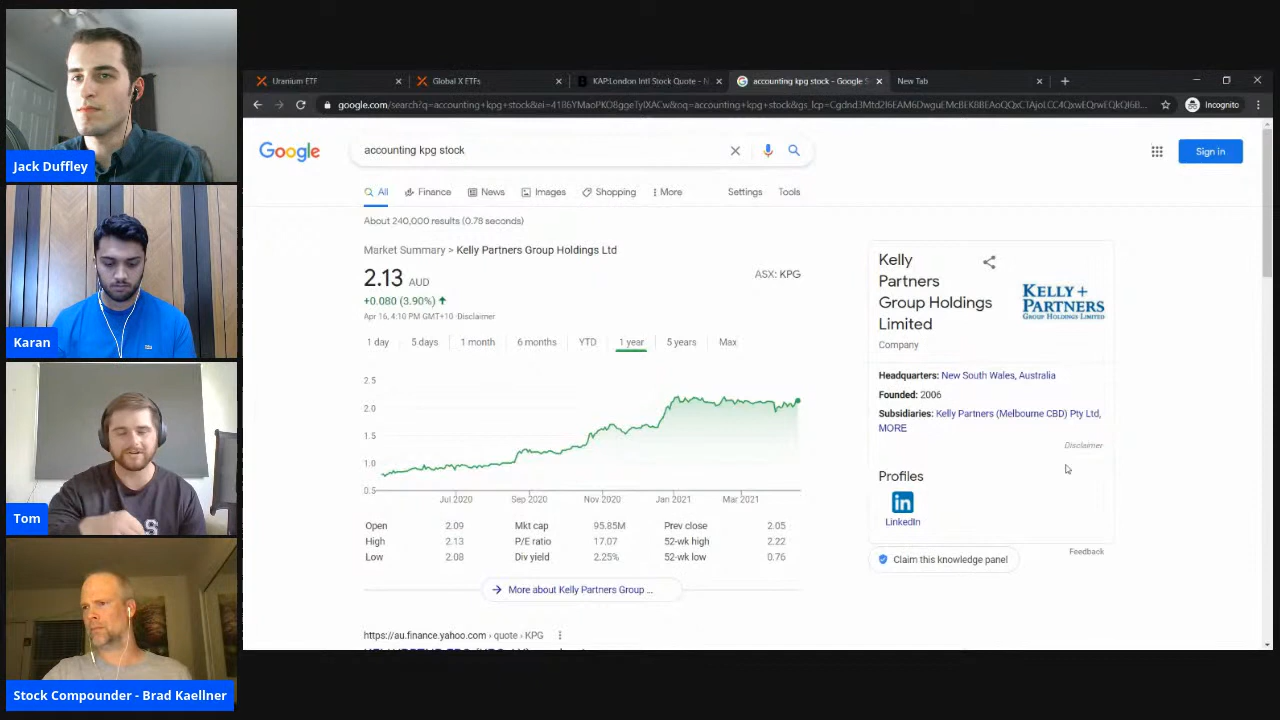 Jack Duffley
Karan
Tom
Stock Compounder - Brad Kaellner
Uranium ETF
Global X ETFs
KAP:London Intl Stock Quote - N
accounting kpg stock - Google S
New Tab
Incognito
Google
accounting kpg stock
Sign in
All
Finance
News
Images
Shopping
More
Settings
Tools
About 240,000 results (0.78 seconds)
Market Summary > Kelly Partners Group Holdings Ltd
2.13 AUD
ASX: KPG
+0.080 (3.90%)
Apr 16, 4:10 PM GMT+10 · Disclaimer
1 day 5 days 1 month 6 months YTD 1 year 5 years Max
2.5
2.0
1.5
1.0
0.5
Jul 2020 Sep 2020 Nov 2020 Jan 2021 Mar 2021
Open 2.09 Mkt cap 95.85M Prev close 2.05
High 2.13 P/E ratio 17.07 52-wk high 2.22
Low 2.08 Div yield 2.25% 52-wk low 0.76
More about Kelly Partners Group ...
https://au.finance.yahoo.com › quote › KPG
Kelly
Partners
Group Holdings
Limited
Company
KELLY+
PARTNERS
GROUP HOLDINGS LIMITED
Headquarters: New South Wales, Australia
Founded: 2006
Subsidiaries: Kelly Partners (Melbourne CBD) Pty Ltd,
MORE
Disclaimer
Profiles
in
LinkedIn
Feedback
Claim this knowledge panel